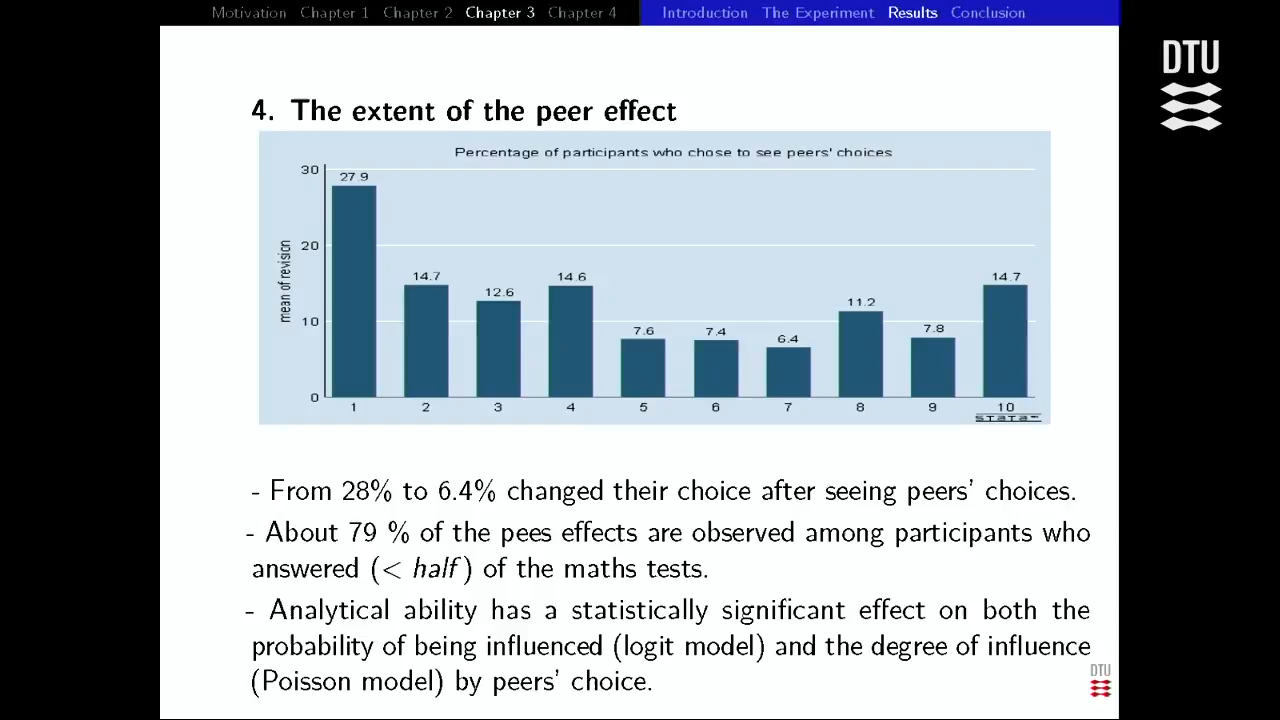 Motivation Chapter 1 Chapter 2 Chapter 3 Chapter 4 Introduction The Experiment Results Conclusion
DTU
4. The extent of the peer effect
Percentage of participants who chose to see peers' choices
mean of revision
30
20
10
0
27.9
14.7
12.6
14.6
7.6
7.4
6.4
11.2
7.8
14.7
1 2 3 4 5 6 7 8 9 10
STATA™
- From 28% to 6.4% changed their choice after seeing peers' choices.
- About 79 % of the pees effects are observed among participants who
answered (< half) of the maths tests.
- Analytical ability has a statistically significant effect on both the
probability of being influenced (logit model) and the degree of influence
(Poisson model) by peers' choice.
DTU